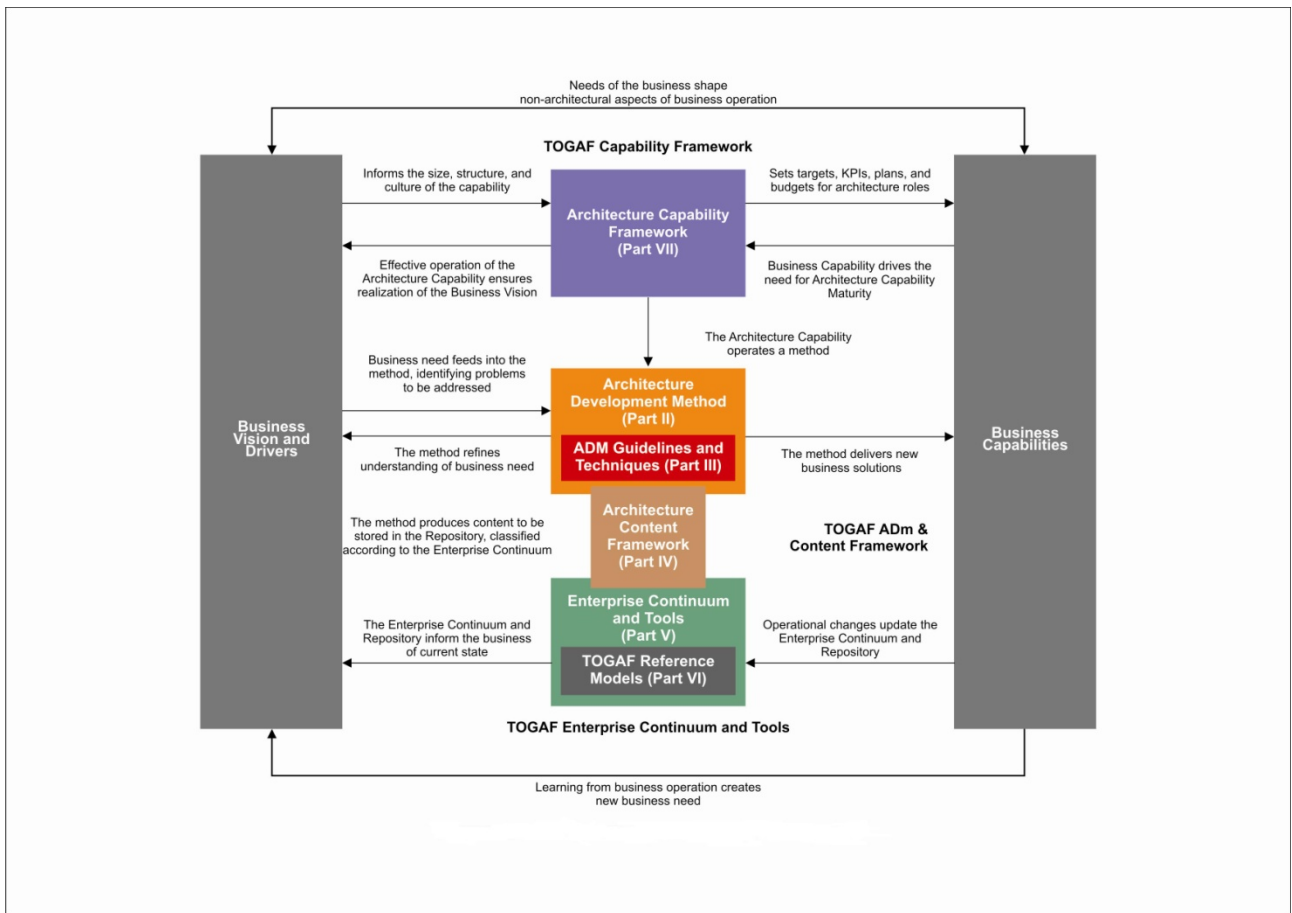 Needs of the business shape
non-architectural aspects of business operation
TOGAF Capability Framework
Informs the size, structure, and
culture of the capability
Sets targets, KPIs, plans, and
budgets for architecture roles
Architecture Capability
Framework
(Part VII)
Effective operation of the
Architecture Capability ensures
realization of the Business Vision
Business Capability drives the
need for Architecture Capability
Maturity
The Architecture Capability
operates a method
Business need feeds into the
method, identifying problems
to be addressed
Architecture
Development Method
(Part II)
Business
Vision and
Drivers
Business
Capabilities
The method refines
understanding of business need
ADM Guidelines and
Techniques (Part III)
The method delivers new
business solutions
The method produces content to be
stored in the Repository, classified
according to the Enterprise Continuum
Architecture
Content
Framework
(Part IV)
TOGAF ADm &
Content Framework
Enterprise Continuum
and Tools
(Part V)
The Enterprise Continuum and
Repository inform the business
of current state
Operational changes update the
Enterprise Continuum and
Repository
TOGAF Reference
Models (Part VI)
TOGAF Enterprise Continuum and Tools
Learning from business operation creates
new business need